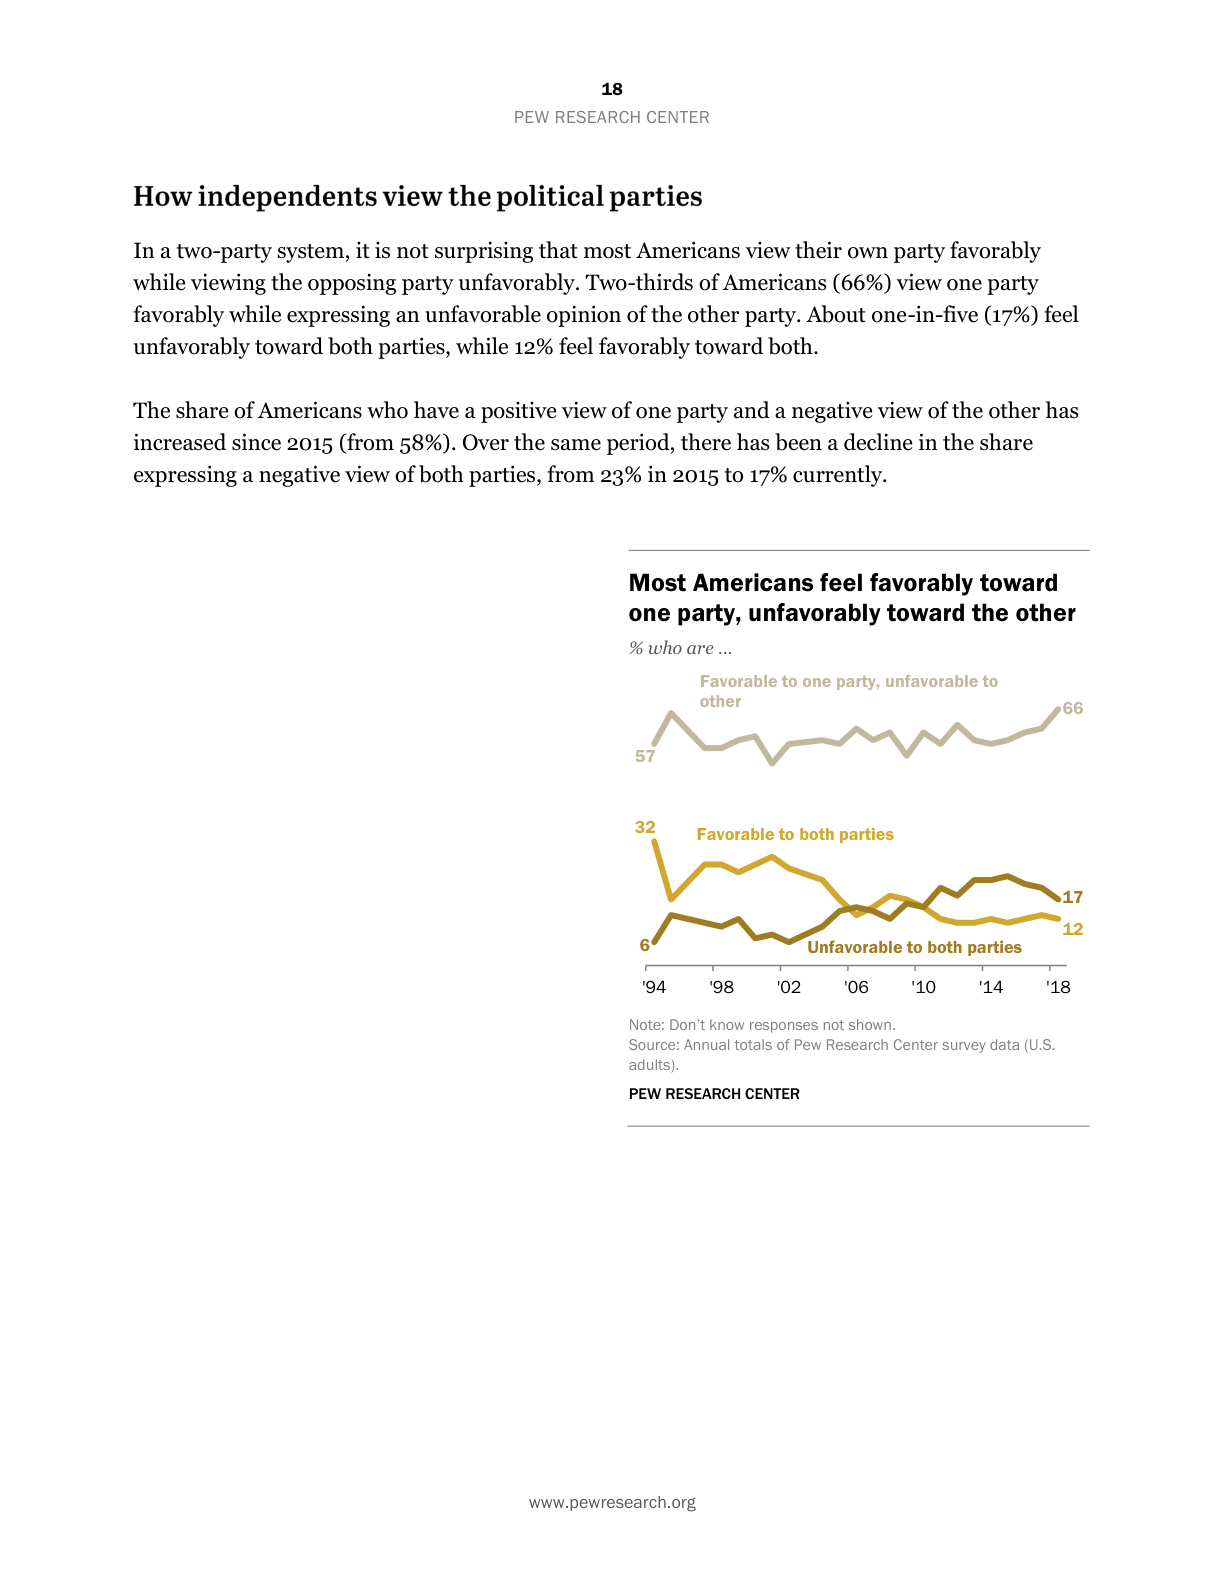 18
PEW RESEARCH CENTER
How independents view the political parties
In a two-party system, it is not surprising that most Americans view their own party favorably
while viewing the opposing party unfavorably. Two-thirds of Americans (66%) view one party
favorably while expressing an unfavorable opinion of the other party. About one-in-five (17%) feel
unfavorably toward both parties, while 12% feel favorably toward both.
The share of Americans who have a positive view of one party and a negative view of the other has
increased since 2015 (from 58%). Over the same period, there has been a decline in the share
expressing a negative view of both parties, from 23% in 2015 to 17% currently.
Most Americans feel favorably toward
one party, unfavorably toward the other
% who are ...
Favorable to one party, unfavorable to
other
66
57
32
Favorable to both parties
17
12
6
Unfavorable to both parties
'94 '98 '02 '06 '10 '14 '18
Note: Don't know responses not shown.
Source: Annual totals of Pew Research Center survey data (U.S.
adults).
PEW RESEARCH CENTER
www.pewresearch.org